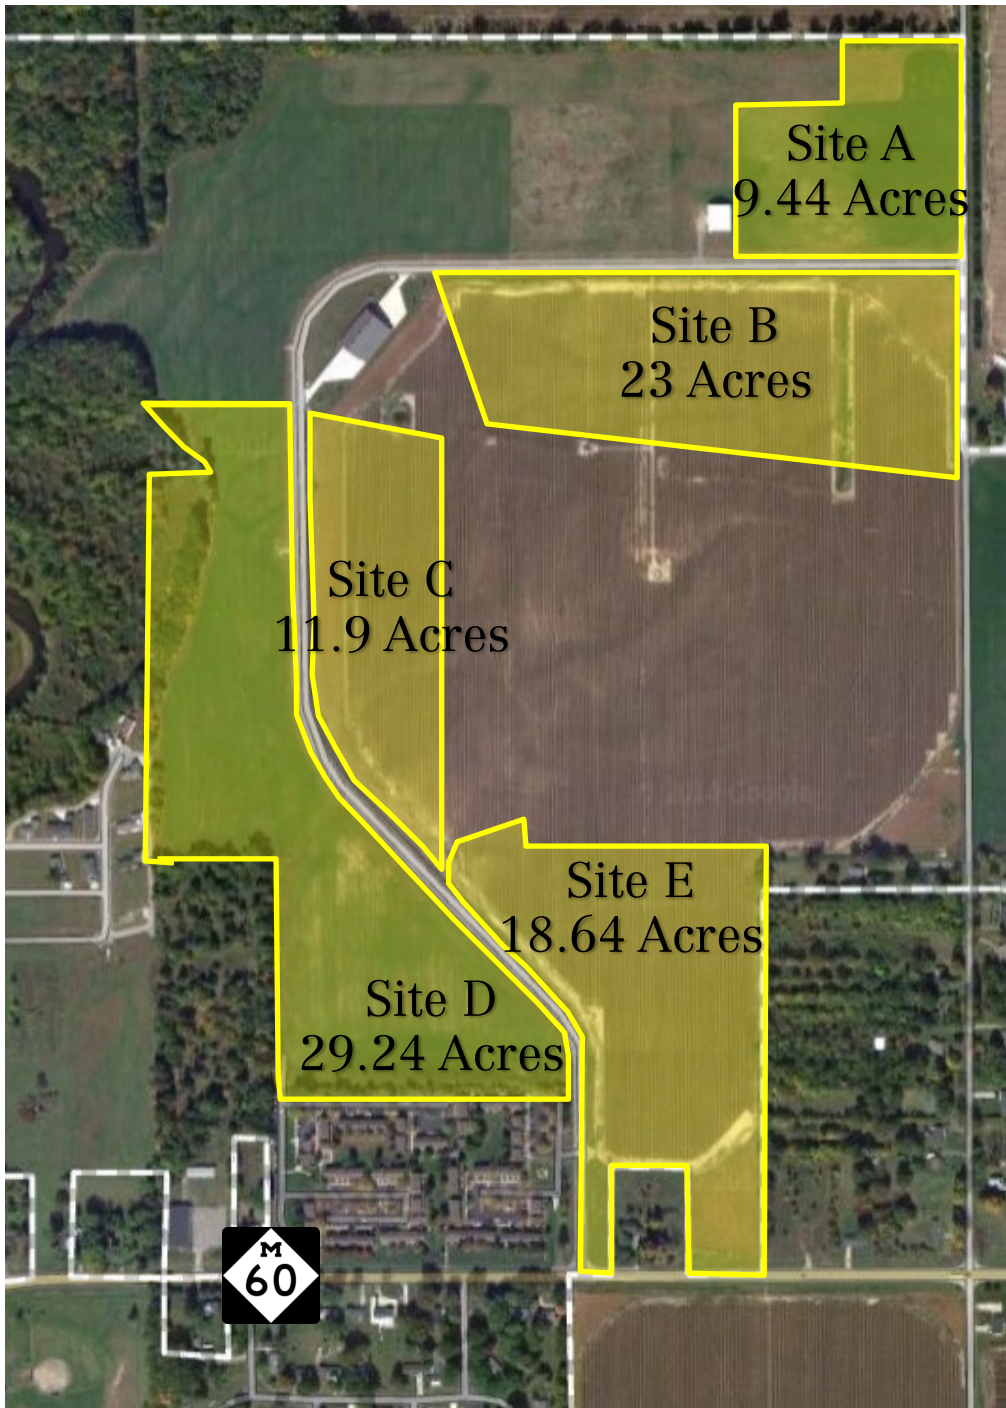 Site A
9.44 Acres
Site B
23 Acres
Site C
11.9 Acres
Site E
18.64 Acres
Site D
29.24 Acres
M
60